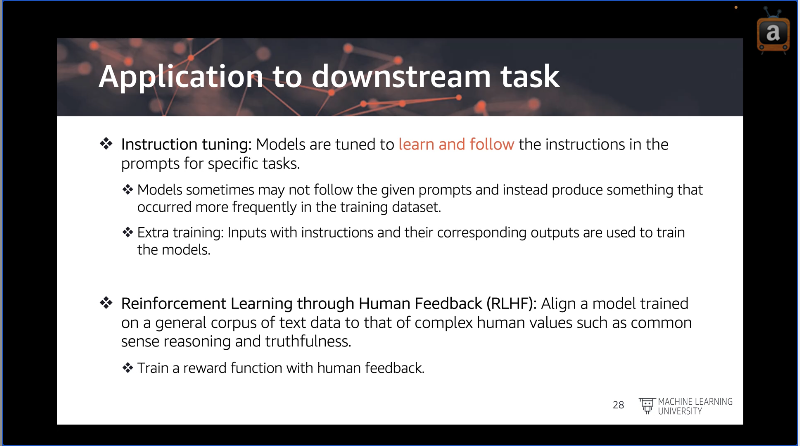 a
Application to downstream task
❖ Instruction tuning: Models are tuned to learn and follow the instructions in the
prompts for specific tasks.
❖ Models sometimes may not follow the given prompts and instead produce something that
occurred more frequently in the training dataset.
❖ Extra training: Inputs with instructions and their corresponding outputs are used to train
the models.
❖ Reinforcement Learning through Human Feedback (RLHF): Align a model trained
on a general corpus of text data to that of complex human values such as common
sense reasoning and truthfulness.
❖ Train a reward function with human feedback.
28
MACHINE LEARNING
UNIVERSITY